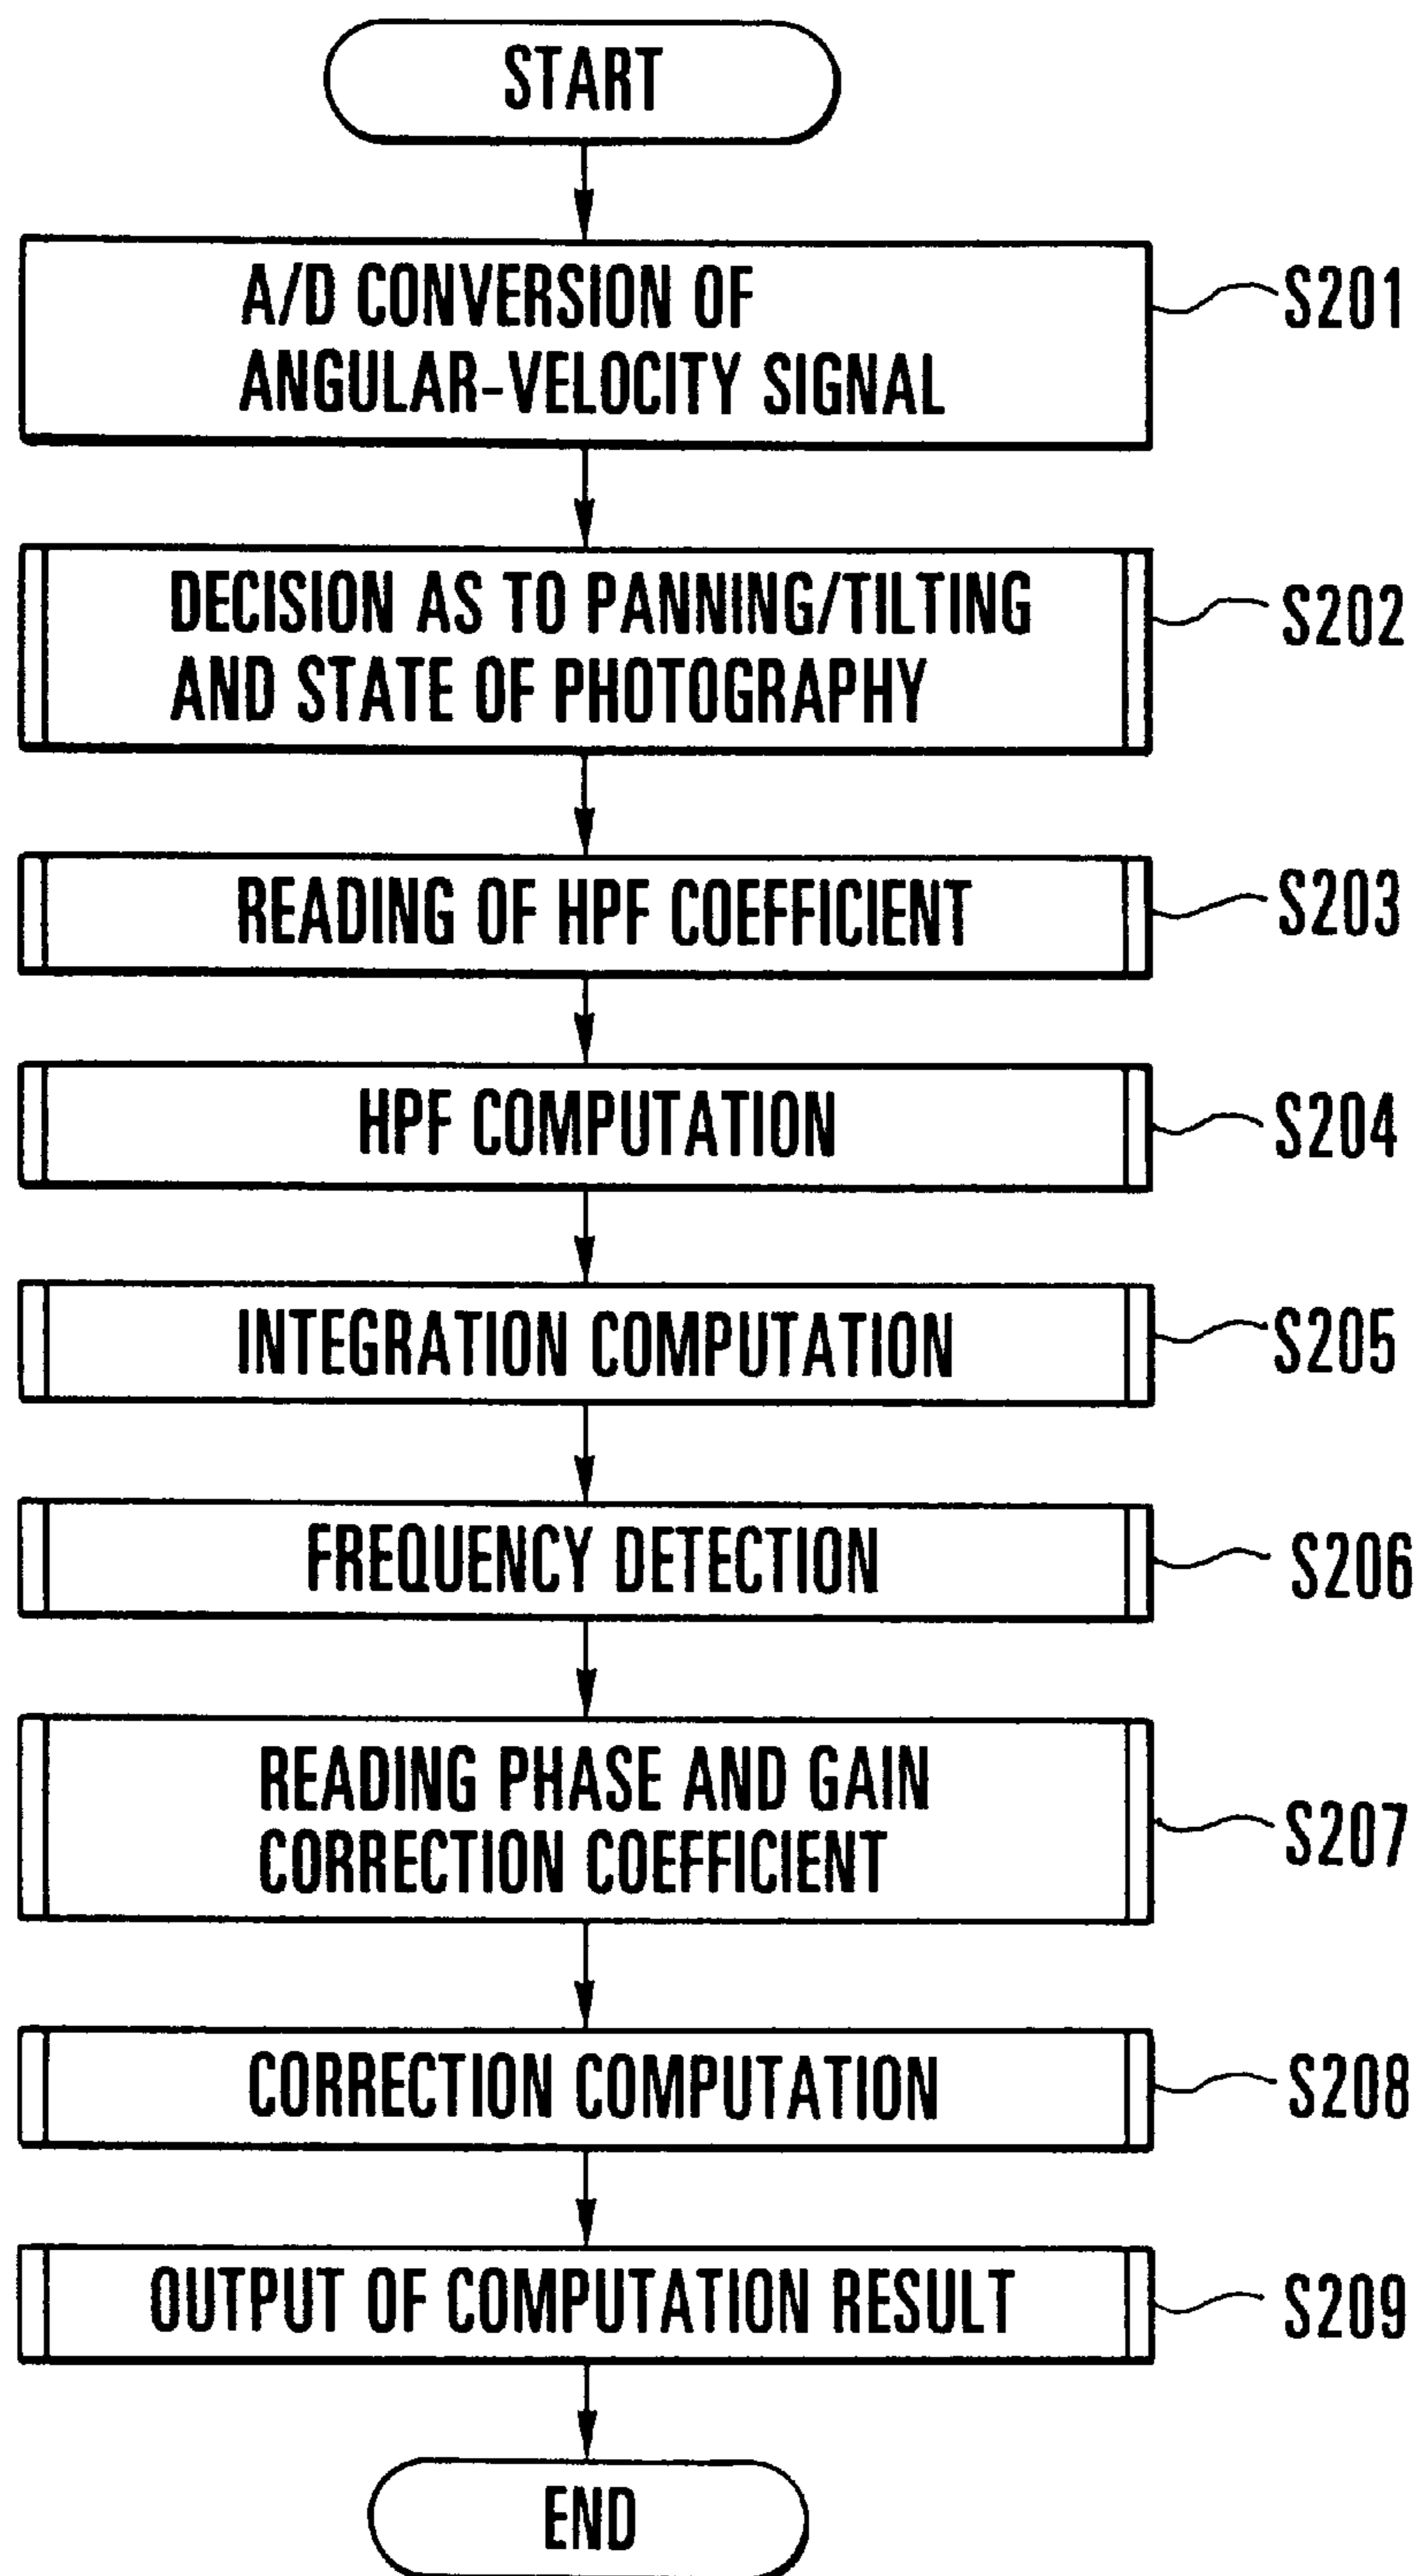 START
A/D CONVERSION OF
ANGULAR-VELOCITY SIGNAL
S201
DECISION AS TO PANNING/TILTING
AND STATE OF PHOTOGRAPHY
S202
READING OF HPF COEFFICIENT
S203
HPF COMPUTATION
S204
INTEGRATION COMPUTATION
S205
FREQUENCY DETECTION
S206
READING PHASE AND GAIN
CORRECTION COEFFICIENT
S207
CORRECTION COMPUTATION
S208
OUTPUT OF COMPUTATION RESULT
S209
END